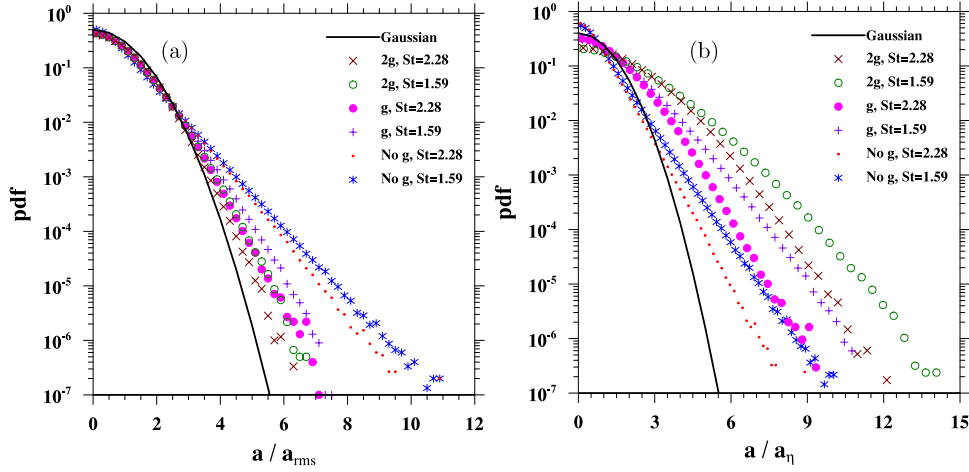 10^0
10^-1
10^-2
10^-3
10^-4
10^-5
10^-6
10^-7
pdf
(a)
Gaussian
2g, St=2.28
2g, St=1.59
g, St=2.28
g, St=1.59
No g, St=2.28
No g, St=1.59
0 2 4 6 8 10 12
a / a_rms
10^0
10^-1
10^-2
10^-3
10^-4
10^-5
10^-6
10^-7
pdf
(b)
Gaussian
2g, St=2.28
2g, St=1.59
g, St=2.28
g, St=1.59
No g, St=2.28
No g, St=1.59
0 3 6 9 12 15
a / a_η